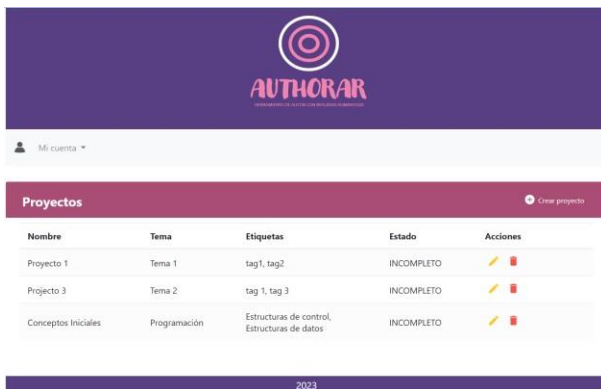 AUTHORAR
Mi cuenta
Proyectos
Crear proyecto
Nombre Tema Etiquetas Estado Acciones
Proyecto 1 Tema 1 tag1, tag2 INCOMPLETO
Projecto 3 Tema 2 tag 1, tag 3 INCOMPLETO
Conceptos Iniciales Programación Estructuras de control, INCOMPLETO
Estructuras de datos
2023